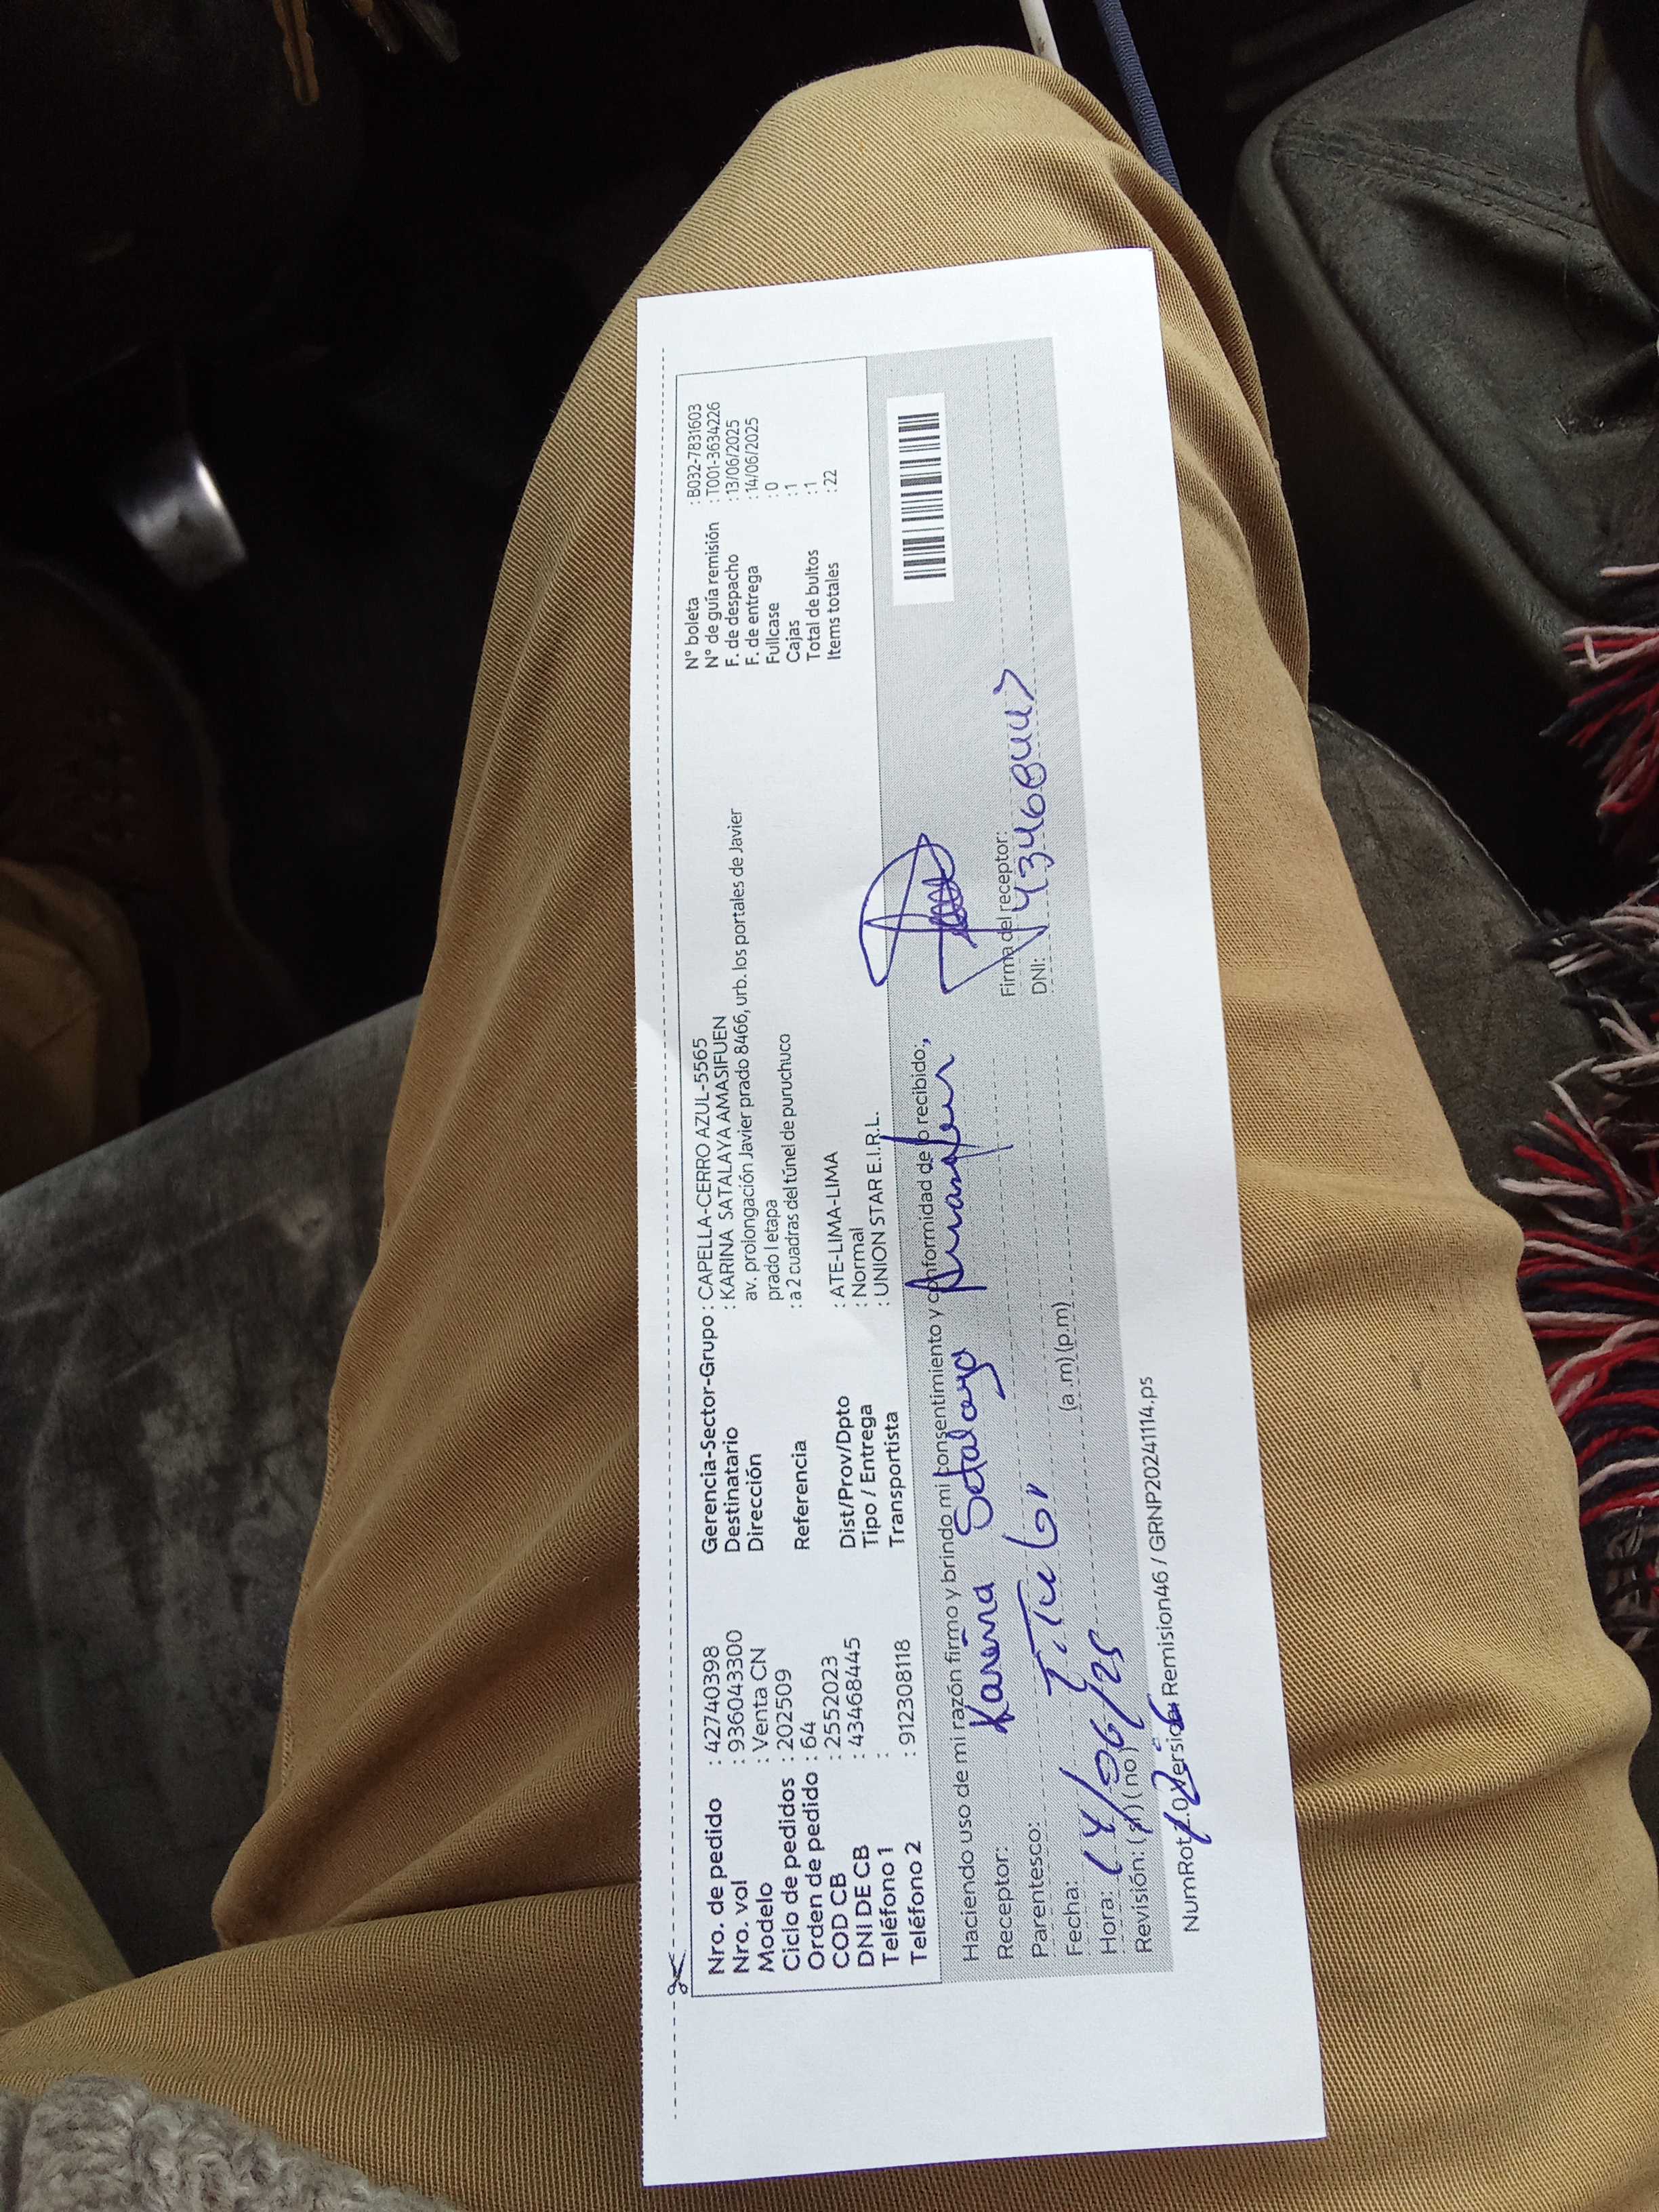 Nro. de pedido : 42740398
Nro. vol : 9360433​00
Modelo : Venta CN
Ciclo de pedidos : 202509
Orden de pedido : 64
COD CB : 2552023
DNI DE CB : 43468445
Teléfono 1 :
Teléfono 2 : 912308118
Gerencia-Sector-Grupo : CAPELLA-CERRO AZUL-5565
Destinatario : KARINA SATALAYA AMASIFUEN
Dirección av. prolongación Javier prado 8466, urb. los portales de Javier
prado I etapa
Referencia : a 2 cuadras del túnel de puruchuco
Dist/Prov/Dpto : ATE-LIMA-LIMA
Tipo / Entrega : Normal
Transportista : UNION STAR E.I.R.L.
N° boleta : B032-7831603
N° de guía remisión : T001-3634226
F. de despacho : 13/06/2025
F. de entrega : 14/06/2025
Fullcase : 0
Cajas : 1
Total de bultos : 1
Items totales : 22
Haciendo uso de mi razón firmo y brindo mi consentimiento y conformidad de lo recibido:
Receptor: Karina Satalaya Amasifuen
Parentesco: Titular
Fecha: 14/06/25
Hora: (a.m) (p.m)
Revisión: (si) (no)
Firma del receptor:
DNI:
NumRot 1.0 Version Remision46 / GRNP20241114.ps